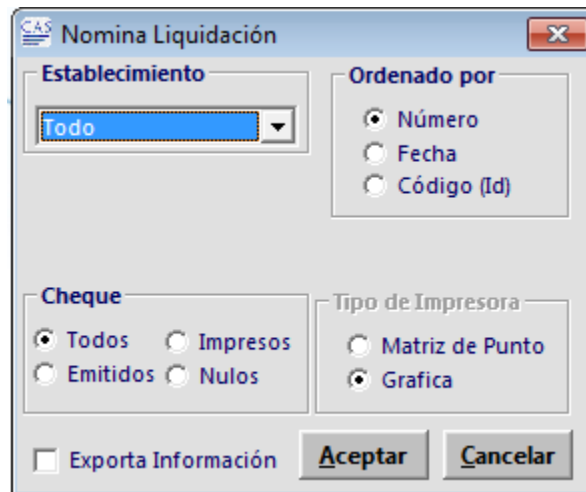 CAS Nomina Liquidación
Establecimiento
Todo
Ordenado por
Número
Fecha
Código (Id)
Cheque
Todos Impresos
Emitidos Nulos
Tipo de Impresora
Matriz de Punto
Grafica
Exporta Información
Aceptar Cancelar